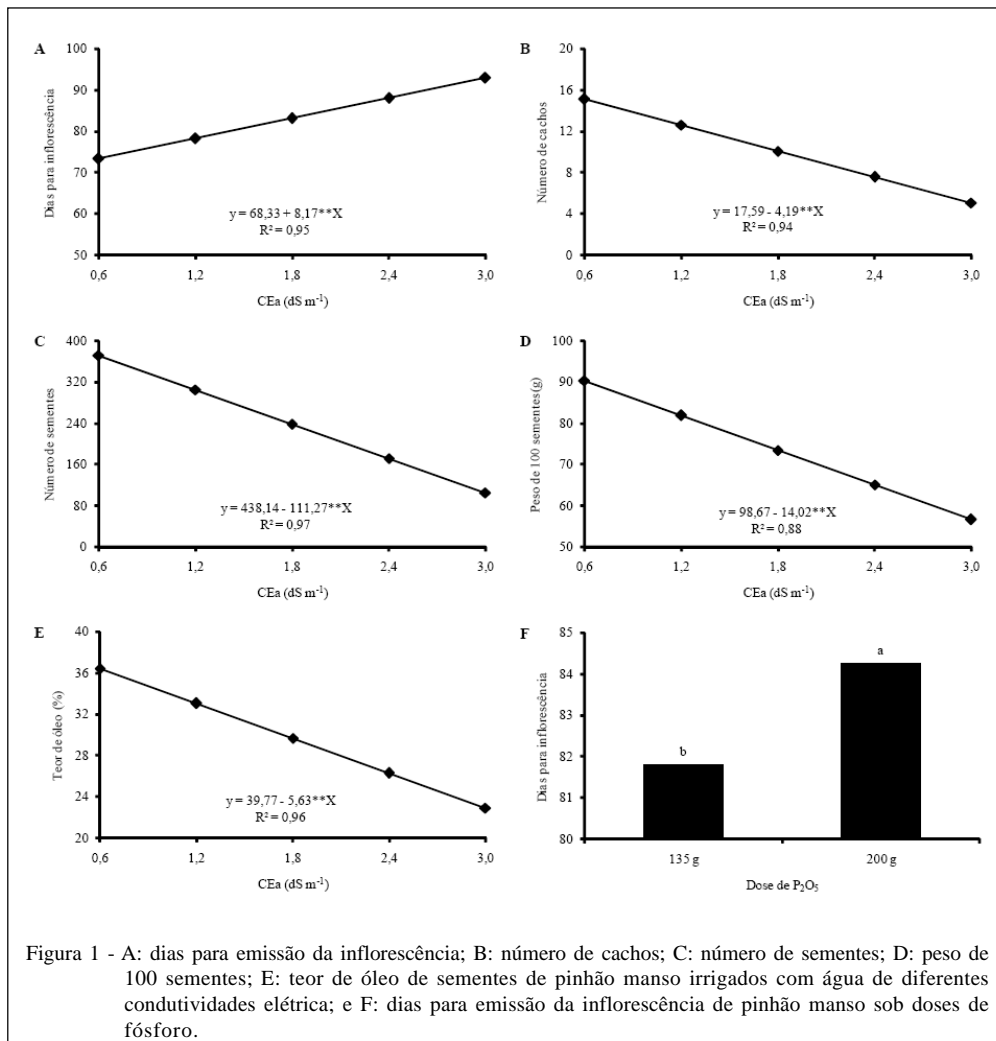 A
Dias para inflorescência
100
90
80
70
60
50
y = 68,33 + 8,17**X
R² = 0,95
0,6 1,2 1,8 2,4 3,0
CEa (dS m⁻¹)
B
Número de cachos
20
16
12
8
4
0
y = 17,59 - 4,19**X
R² = 0,94
0,6 1,2 1,8 2,4 3,0
CEa (dS m⁻¹)
C
Número de sementes
400
320
240
160
80
0
y = 438,14 - 111,27**X
R² = 0,97
0,6 1,2 1,8 2,4 3,0
CEa (dS m⁻¹)
D
Peso de 100 sementes(g)
100
90
80
70
60
50
y = 98,67 - 14,02**X
R² = 0,88
0,6 1,2 1,8 2,4 3,0
CEa (dS m⁻¹)
E
Teor de óleo (%)
40
36
32
28
24
20
y = 39,77 - 5,63**X
R² = 0,96
0,6 1,2 1,8 2,4 3,0
CEa (dS m⁻¹)
F
Dias para inflorescência
85
84
83
82
81
80
b
a
135 g 200 g
Dose de P₂O₅
Figura 1 - A: dias para emissão da inflorescência; B: número de cachos; C: número de sementes; D: peso de
100 sementes; E: teor de óleo de sementes de pinhão manso irrigados com água de diferentes
condutividades elétrica; e F: dias para emissão da inflorescência de pinhão manso sob doses de
fósforo.